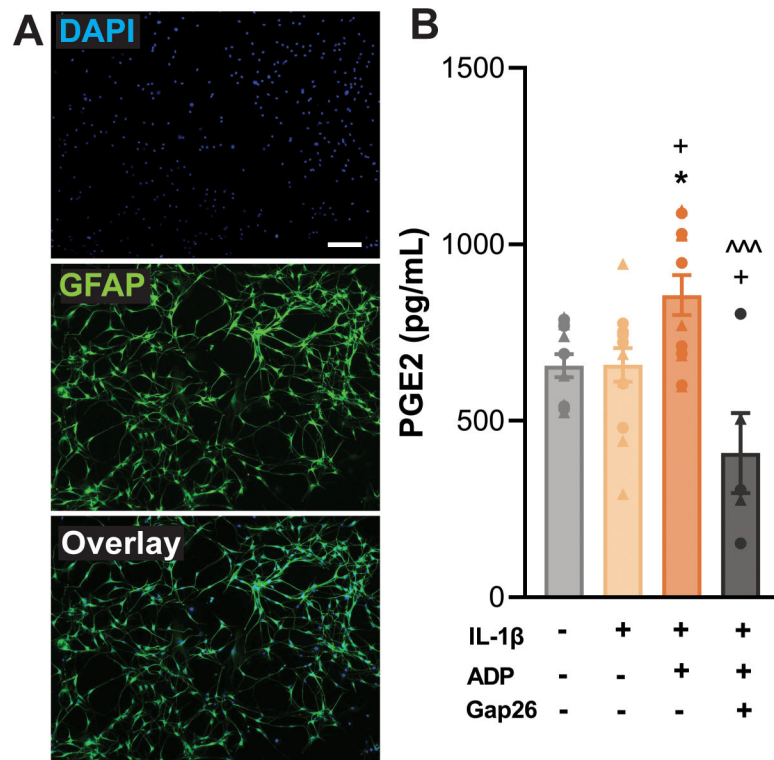 A
DAPI
GFAP
Overlay
B
PGE2 (pg/mL)
1500
1000
500
0
+
*
^^^
+
IL-1β - + + +
ADP - - + +
Gap26 - - - +